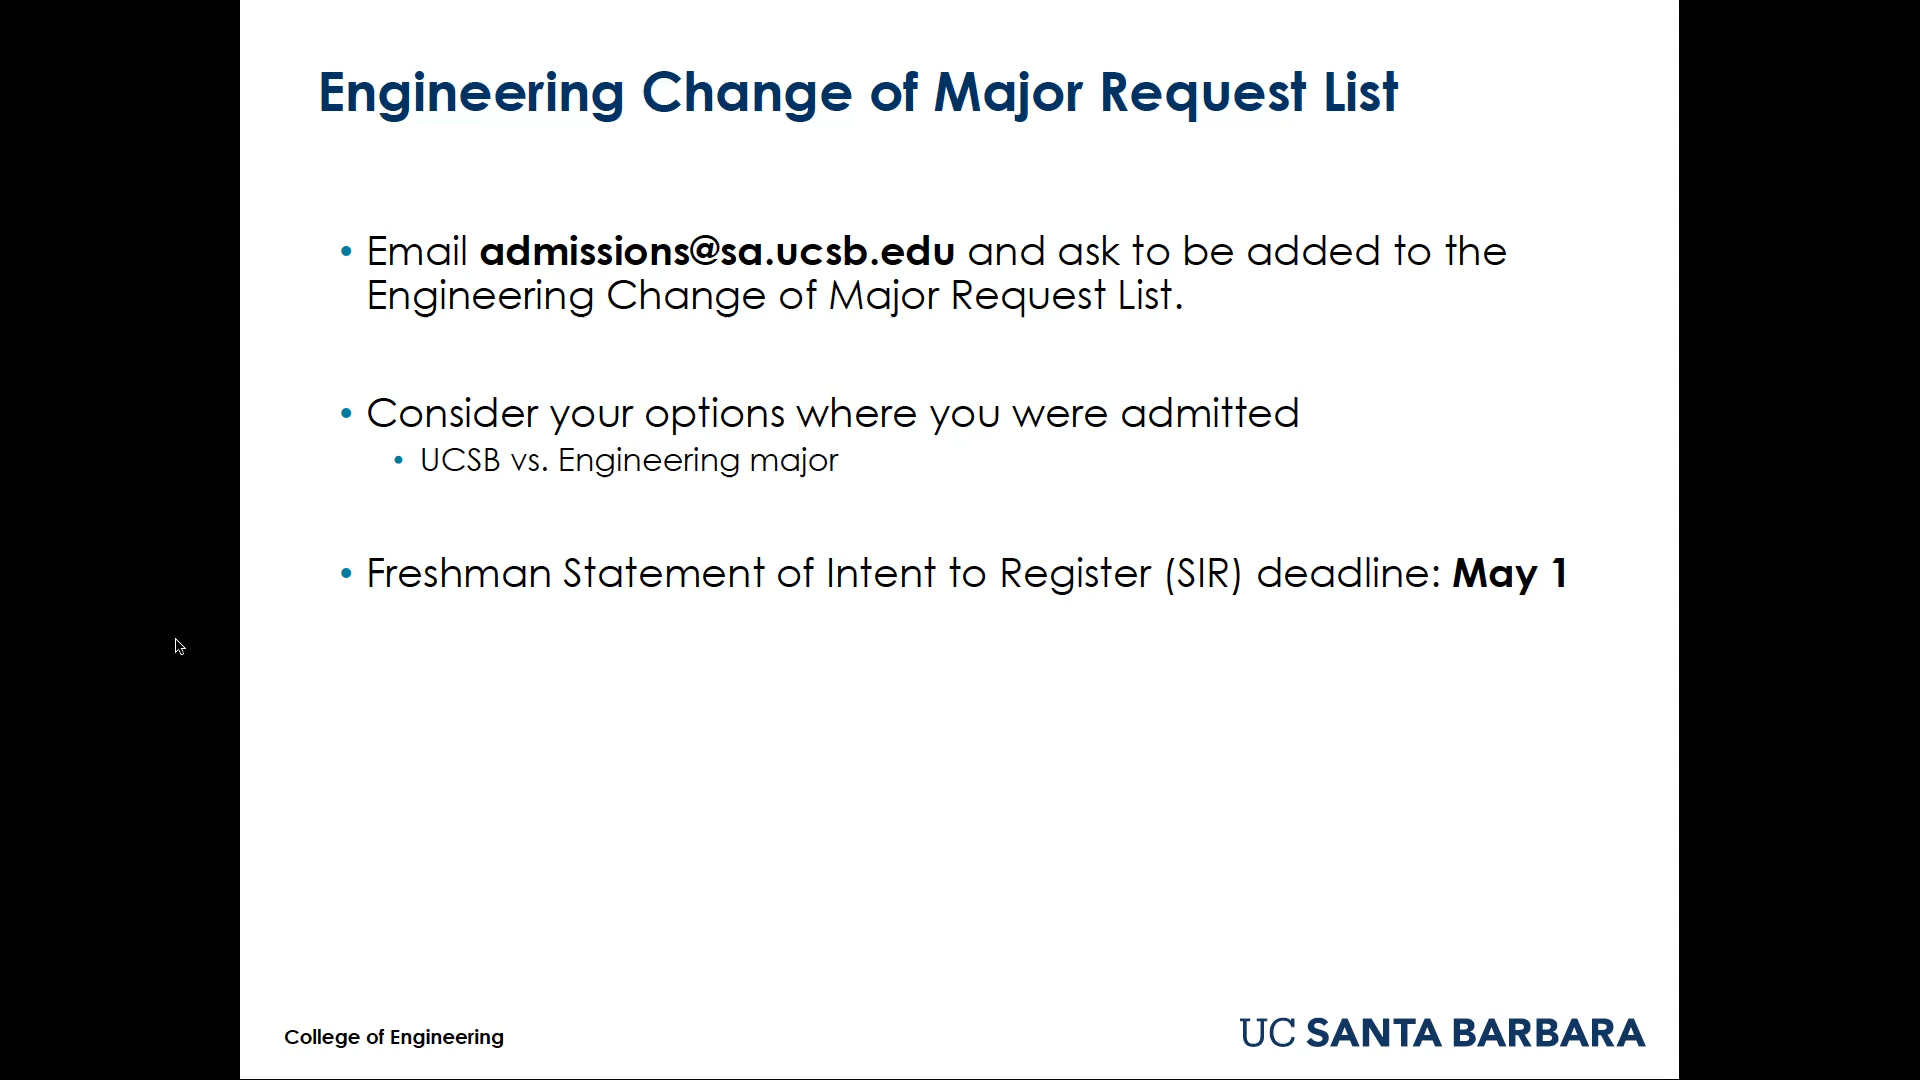 Engineering Change of Major Request List
• Email admissions@sa.ucsb.edu and ask to be added to the
Engineering Change of Major Request List.
• Consider your options where you were admitted
• UCSB vs. Engineering major
• Freshman Statement of Intent to Register (SIR) deadline: May 1
College of Engineering
UC SANTA BARBARA